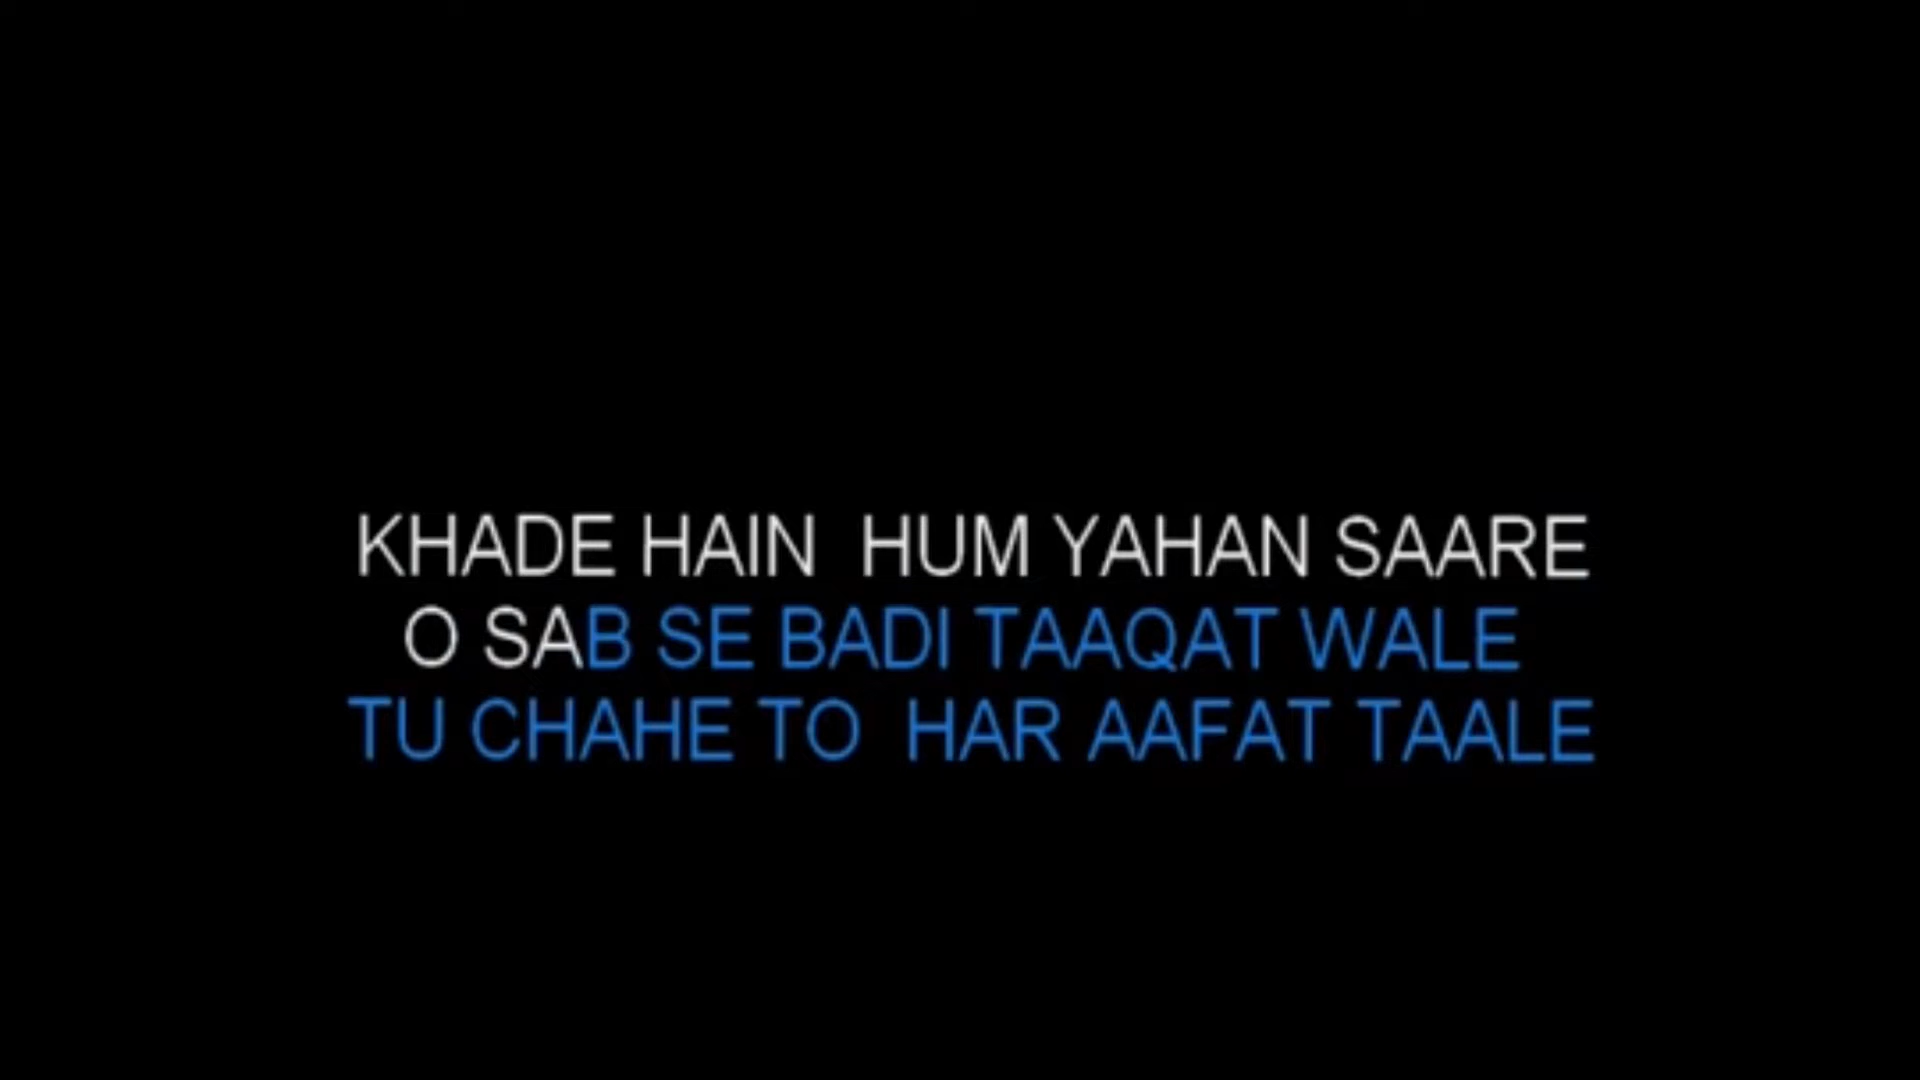 KHADE HAIN  HUM YAHAN SAARE
O SAB SE BADI TAAQAT WALE
TU CHAHE TO  HAR AAFAT TAALE